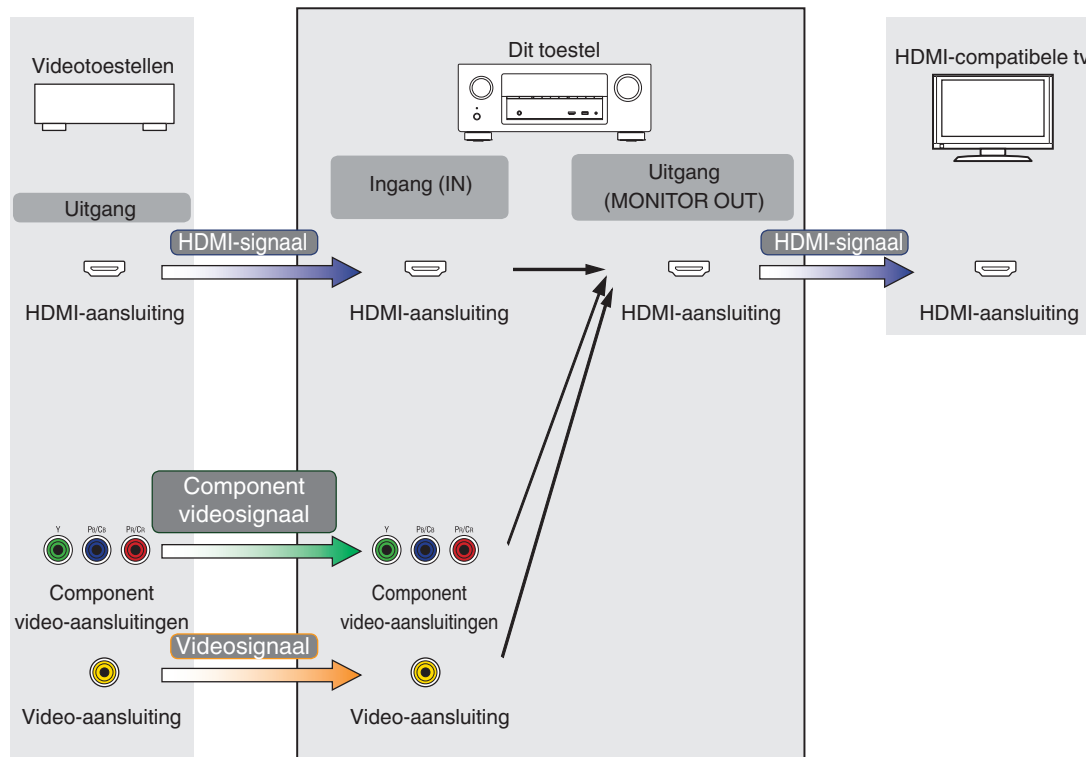 Videotoestellen
Dit toestel
HDMI-compatibele tv
Uitgang
Ingang (IN)
Uitgang
(MONITOR OUT)
HDMI-signaal
HDMI-signaal
HDMI-aansluiting
HDMI-aansluiting
HDMI-aansluiting
HDMI-aansluiting
Component
videosignaal
Y PB/CB PR/CR
Y PB/CB PR/CR
Component
video-aansluitingen
Component
video-aansluitingen
Videosignaal
Video-aansluiting
Video-aansluiting